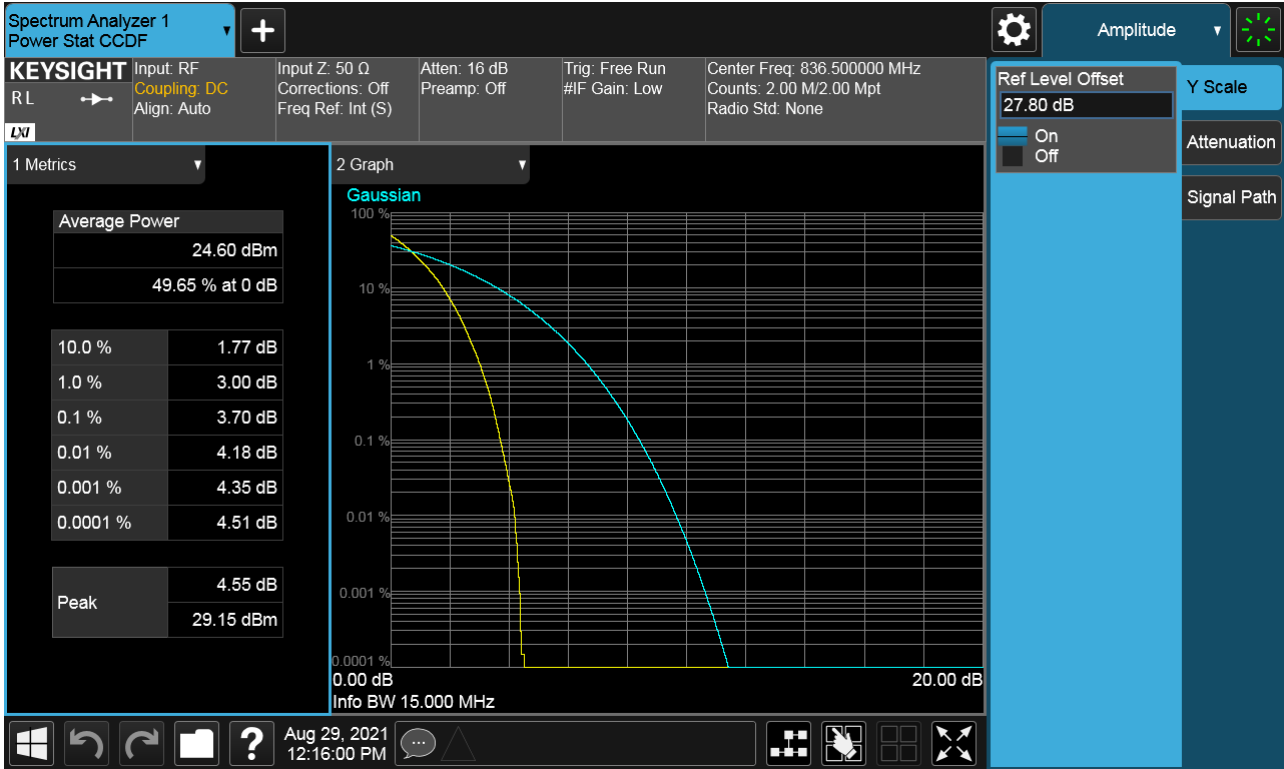 Spectrum Analyzer 1
Power Stat CCDF
Amplitude
KEYSIGHT
R L
LXI
Input: RF
Coupling: DC
Align: Auto
Input Z: 50 Ω
Corrections: Off
Freq Ref: Int (S)
Atten: 16 dB
Preamp: Off
Trig: Free Run
#IF Gain: Low
Center Freq: 836.500000 MHz
Counts: 2.00 M/2.00 Mpt
Radio Std: None
Ref Level Offset
27.80 dB
On
Off
Y Scale
Attenuation
Signal Path
1 Metrics
Average Power
24.60 dBm
49.65 % at 0 dB
10.0 % 1.77 dB
1.0 % 3.00 dB
0.1 % 3.70 dB
0.01 % 4.18 dB
0.001 % 4.35 dB
0.0001 % 4.51 dB
Peak
4.55 dB
29.15 dBm
2 Graph
Gaussian
100 %
10 %
1 %
0.1 %
0.01 %
0.001 %
0.0001 %
0.00 dB 20.00 dB
Info BW 15.000 MHz
Aug 29, 2021
12:16:00 PM